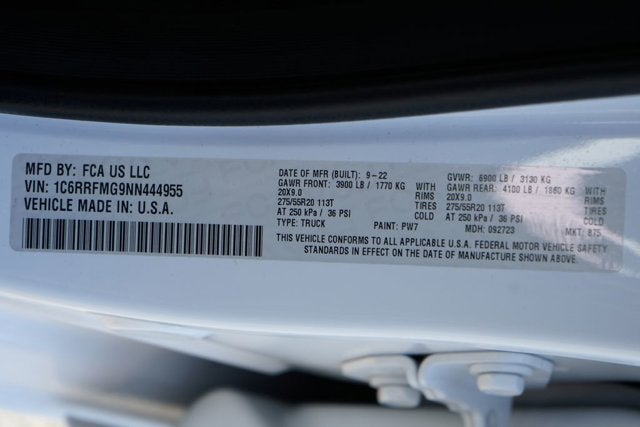 MFD BY: FCA US LLC
VIN: 1C6RRFMG9NN444955
VEHICLE MADE IN: U.S.A.
DATE OF MFR (BUILT): 9-22
GAWR FRONT: 3900 LB / 1770 KG WITH
20X9.0 RIMS
275/55R20 113T TIRES
AT 250 kPa / 36 PSI COLD
TYPE: TRUCK PAINT: PW7
GVWR: 6900 LB / 3130 KG
GAWR REAR: 4100 LB / 1860 KG WITH
20X9.0 RIMS
275/55R20 113T TIRES
AT 250 kPa / 36 PSI COLD
MDH: 092723 MKT: 875
THIS VEHICLE CONFORMS TO ALL APPLICABLE U.S.A. FEDERAL MOTOR VEHICLE SAFETY
STANDARDS IN EFFECT ON THE DATE OF MANUFACTURE SHOWN ABOVE